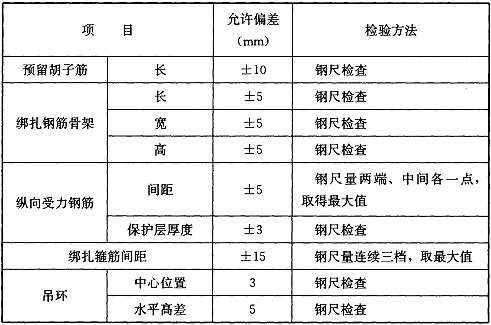 项 目 允许偏差 检验方法
（mm）
预留胡子筋 长 ±10 钢尺检查
绑扎钢筋骨架 长 ±5 钢尺检查
宽 ±5 钢尺检查
高 ±5 钢尺检查
纵向受力钢筋 间距 ±5 钢尺量两端、中间各一点，
取得最大值
保护层厚度 ±3 钢尺检查
绑扎箍筋间距 ±15 钢尺量连续三档，取最大值
吊环 中心位置 3 钢尺检查
水平高差 5 钢尺检查